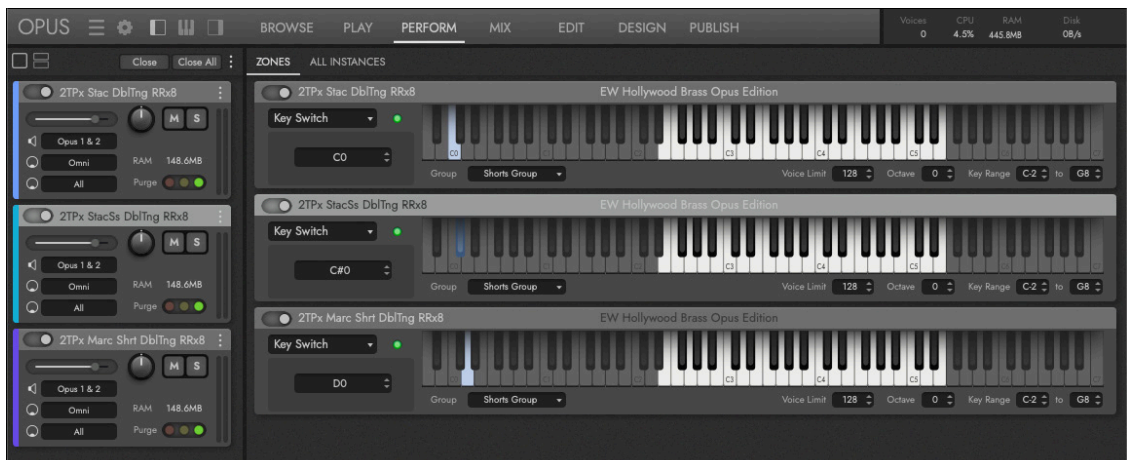 OPUS BROWSE PLAY PERFORM MIX EDIT DESIGN PUBLISH Voices CPU RAM Disk
0 4.5% 445.8MB 0B/s
Close Close All ZONES ALL INSTANCES
2TPx Stac DblTng RRx8
M S
Opus 1 & 2
Omni RAM 148.6MB
All Purge
2TPx StacSs DblTng RRx8
M S
Opus 1 & 2
Omni RAM 148.6MB
All Purge
2TPx Marc Shrt DblTng RRx8
M S
Opus 1 & 2
Omni RAM 148.6MB
All Purge
2TPx Stac DblTng RRx8 EW Hollywood Brass Opus Edition
Key Switch
C0 C3 C4 C5
C0
Group Shorts Group Voice Limit 128 Octave 0 Key Range C-2 to G8
2TPx StacSs DblTng RRx8 EW Hollywood Brass Opus Edition
Key Switch
C3 C4 C5
C#0
Group Shorts Group Voice Limit 128 Octave 0 Key Range C-2 to G8
2TPx Marc Shrt DblTng RRx8 EW Hollywood Brass Opus Edition
Key Switch
C3 C4 C5
D0
Group Shorts Group Voice Limit 128 Octave 0 Key Range C-2 to G8